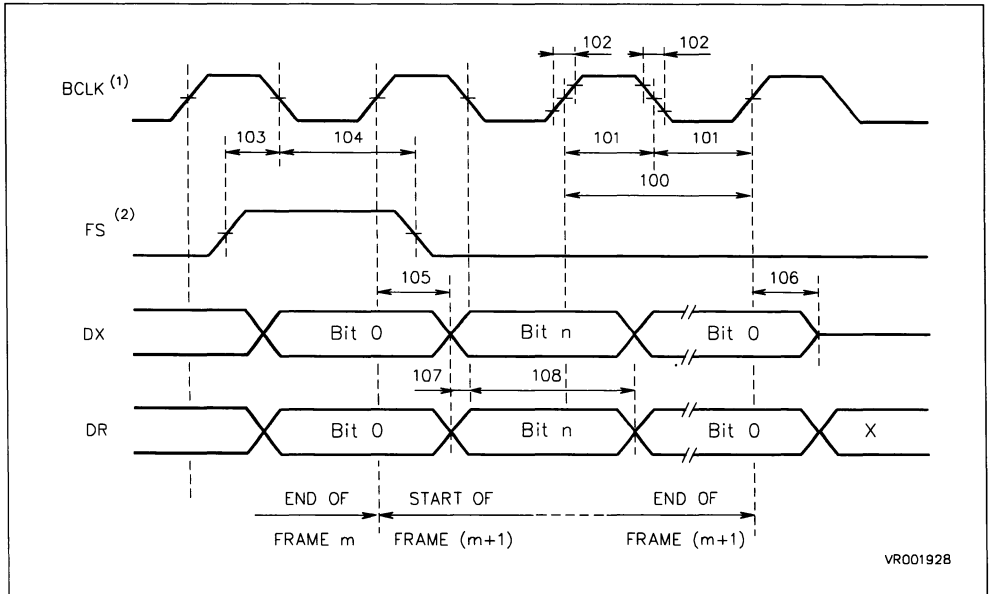 102 102
BCLK (1)
103 104 101 101
100
FS (2)
105 106
DX Bit 0 Bit n Bit 0
107 108
DR Bit 0 Bit n Bit 0 X
END OF START OF END OF
FRAME m FRAME (m+1) FRAME (m+1)
VR001928